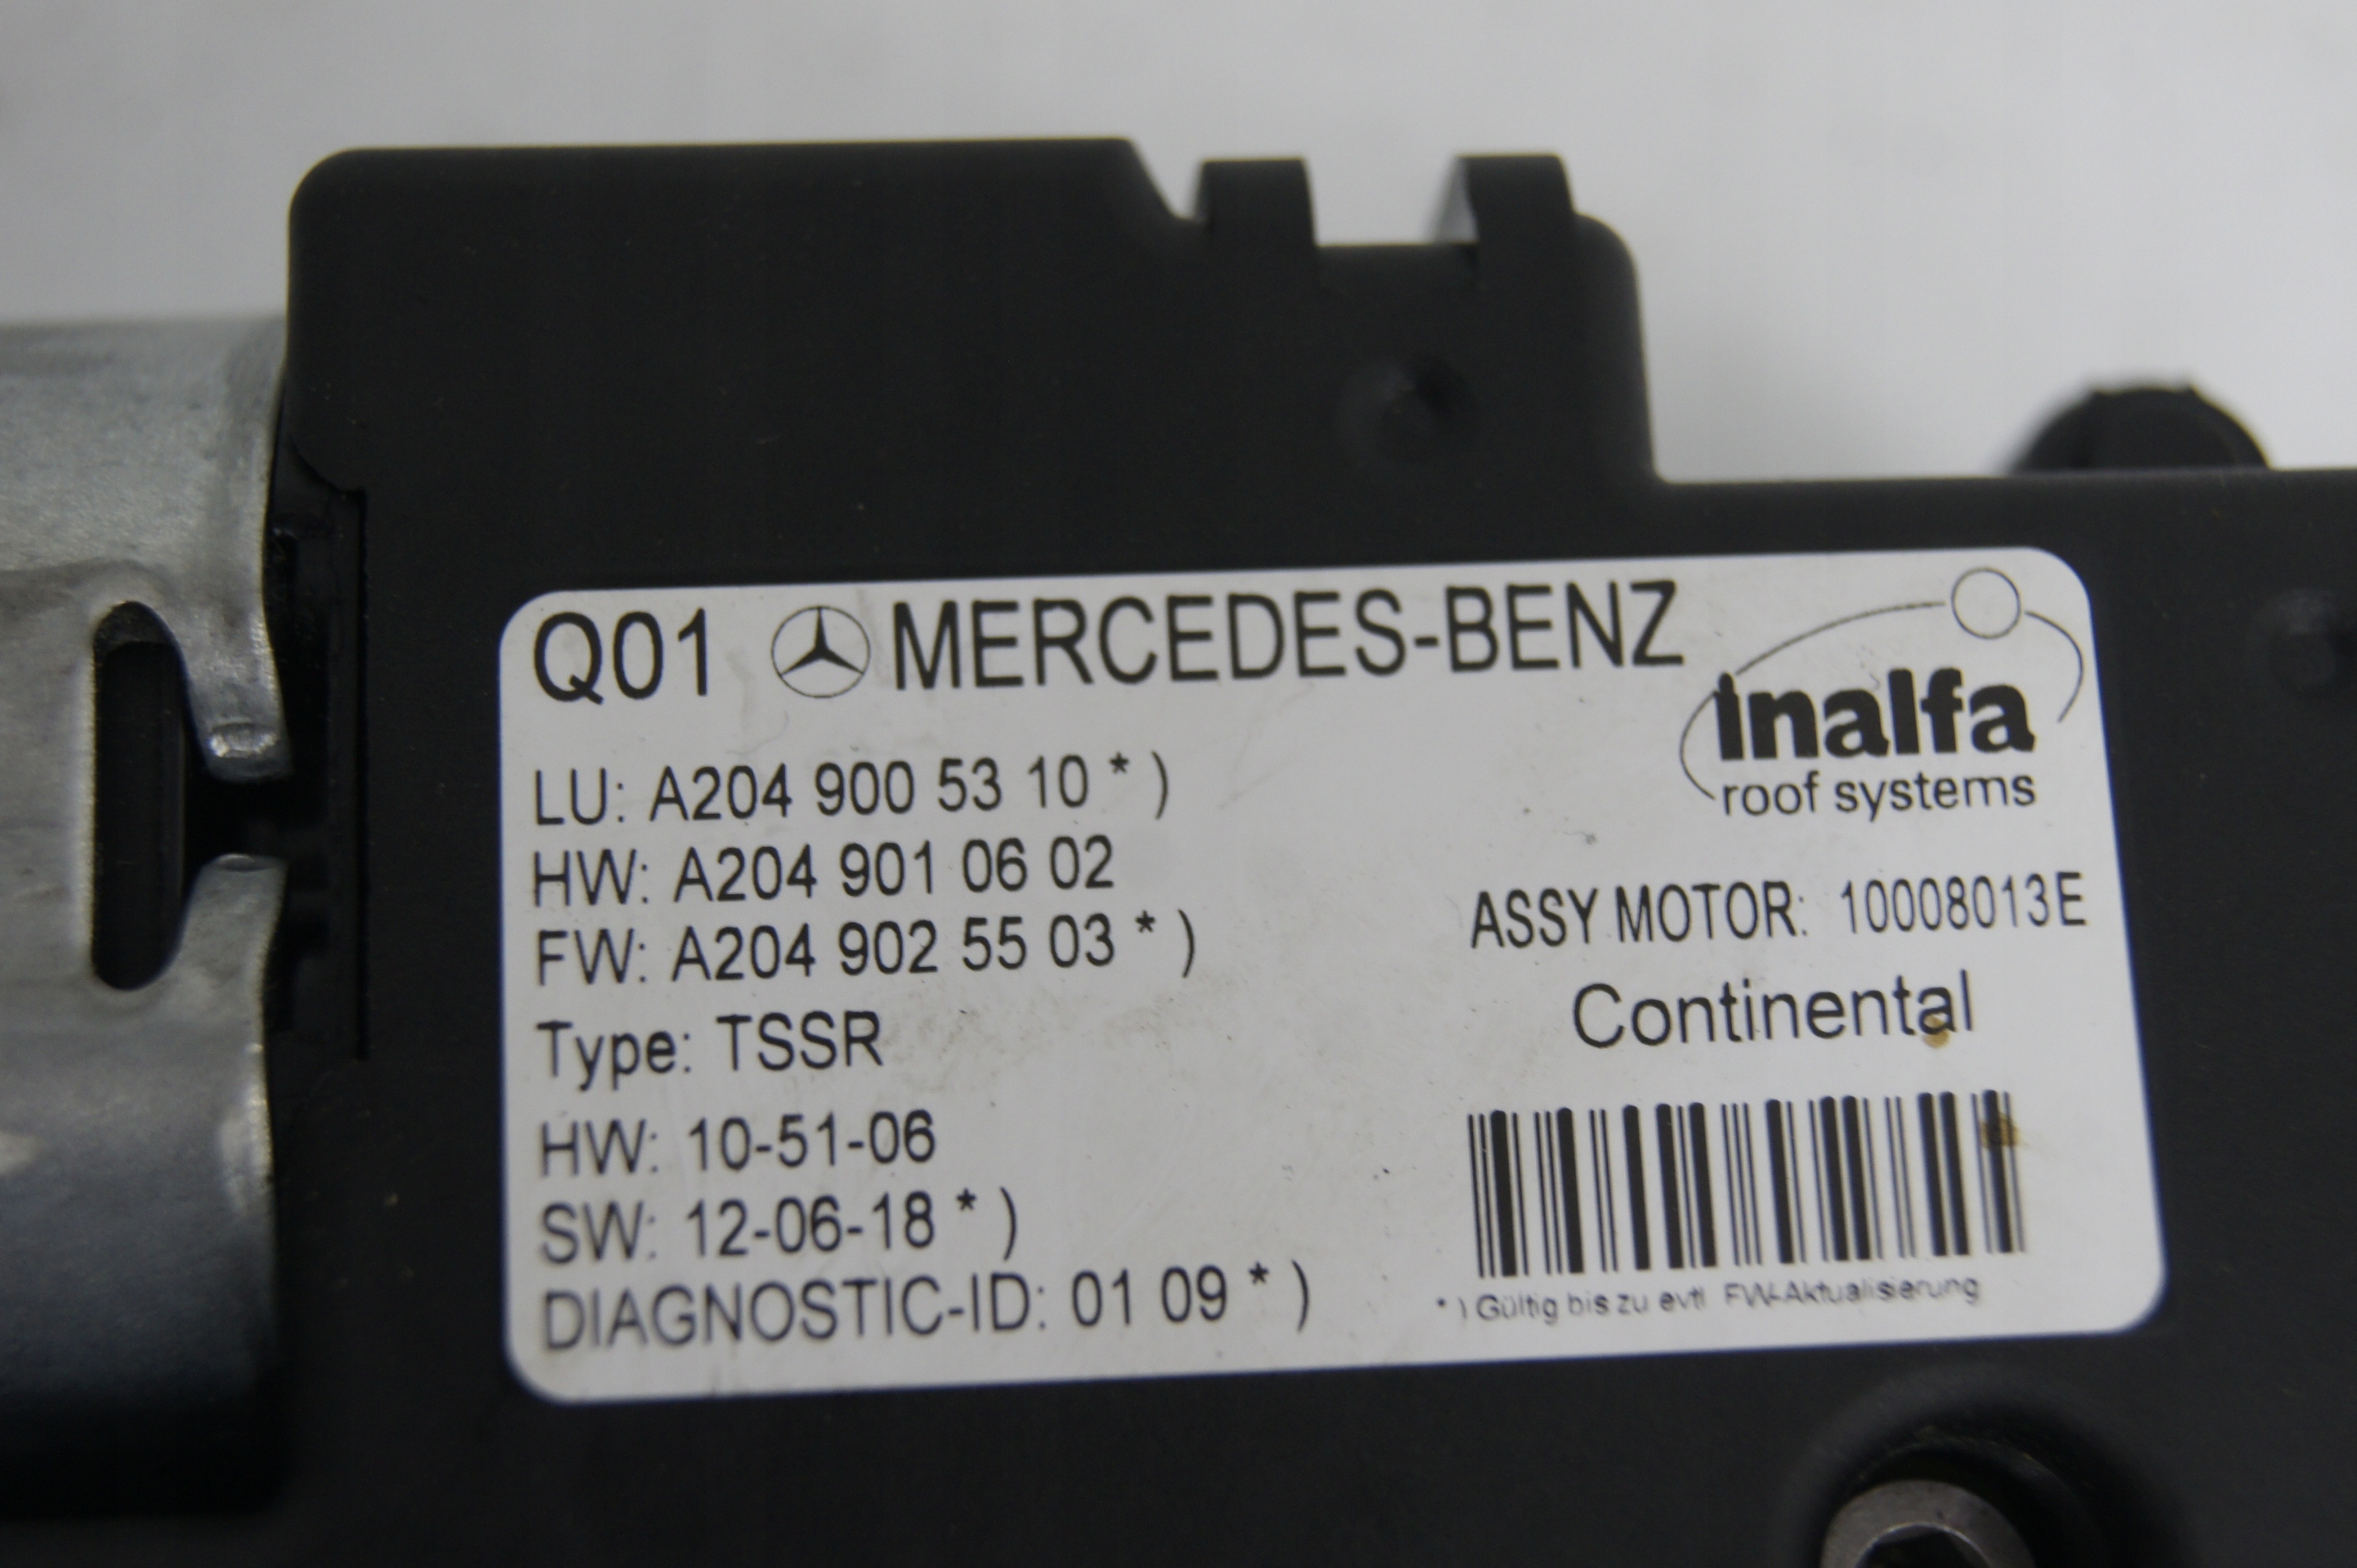 Q01 MERCEDES-BENZ
inalfa
roof systems
LU: A204 900 53 10 * )
HW: A204 901 06 02
FW: A204 902 55 03 * )
Type: TSSR
HW: 10-51-06
SW: 12-06-18 * )
DIAGNOSTIC-ID: 01 09 * )
ASSY MOTOR: 10008013E
Continental
* ) Gültig bis zu evtl FW-Aktualisierung